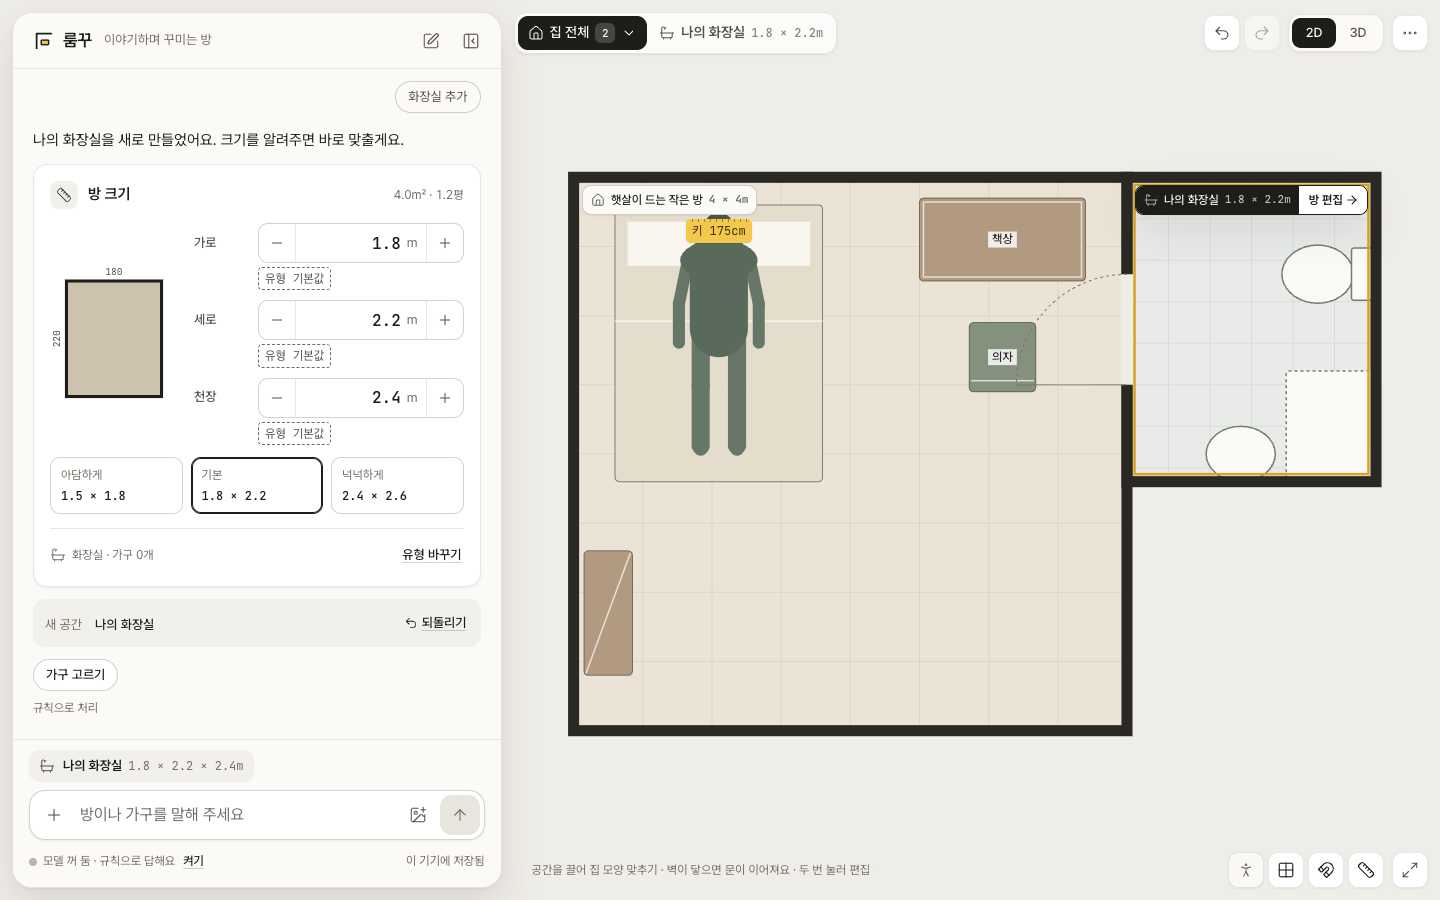 룸꾸 이야기하며 꾸미는 방
화장실 추가
나의 화장실을 새로 만들었어요. 크기를 알려주면 바로 맞출게요.
방 크기 4.0m² · 1.2평
가로 1.8 m
유형 기본값
세로 2.2 m
유형 기본값
천장 2.4 m
유형 기본값
180
220
아담하게
1.5 × 1.8
기본
1.8 × 2.2
넉넉하게
2.4 × 2.6
화장실 · 가구 0개 유형 바꾸기
새 공간 나의 화장실 되돌리기
가구 고르기
규칙으로 처리
나의 화장실 1.8 × 2.2 × 2.4m
방이나 가구를 말해 주세요
모델 꺼 둠 · 규칙으로 답해요 켜기 이 기기에 저장됨
집 전체 2 나의 화장실 1.8 × 2.2m
2D 3D
햇살이 드는 작은 방 4 × 4m
키 175cm
책상
의자
나의 화장실 1.8 × 2.2m 방 편집
공간을 끌어 집 모양 맞추기 · 벽이 닿으면 문이 이어져요 · 두 번 눌러 편집